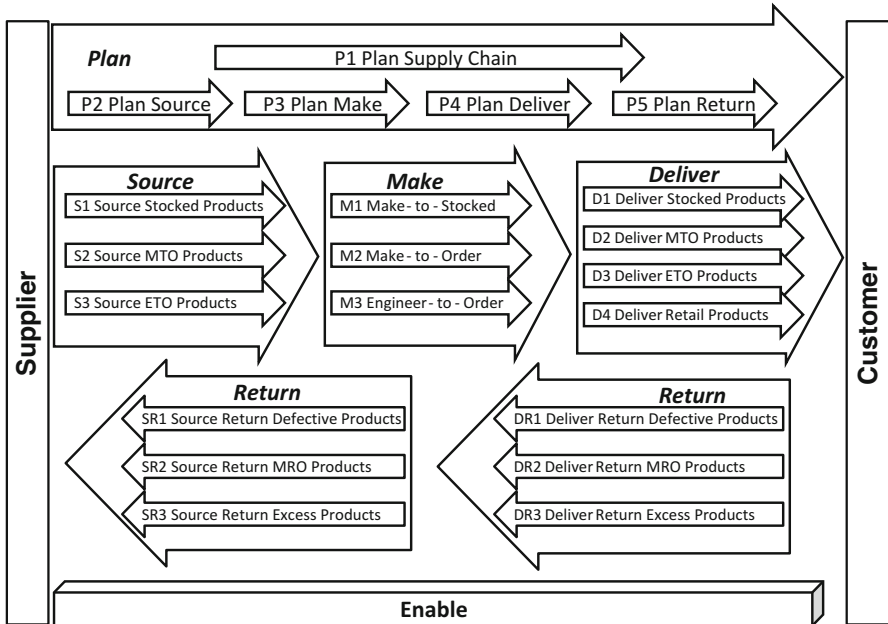 Supplier
Plan
P1 Plan Supply Chain
P2 Plan Source
P3 Plan Make
P4 Plan Deliver
P5 Plan Return
Source
S1 Source Stocked Products
S2 Source MTO Products
S3 Source ETO Products
Make
M1 Make - to - Stocked
M2 Make - to - Order
M3 Engineer - to - Order
Deliver
D1 Deliver Stocked Products
D2 Deliver MTO Products
D3 Deliver ETO Products
D4 Deliver Retail Products
Return
SR1 Source Return Defective Products
SR2 Source Return MRO Products
SR3 Source Return Excess Products
Return
DR1 Deliver Return Defective Products
DR2 Deliver Return MRO Products
DR3 Deliver Return Excess Products
Enable
Customer